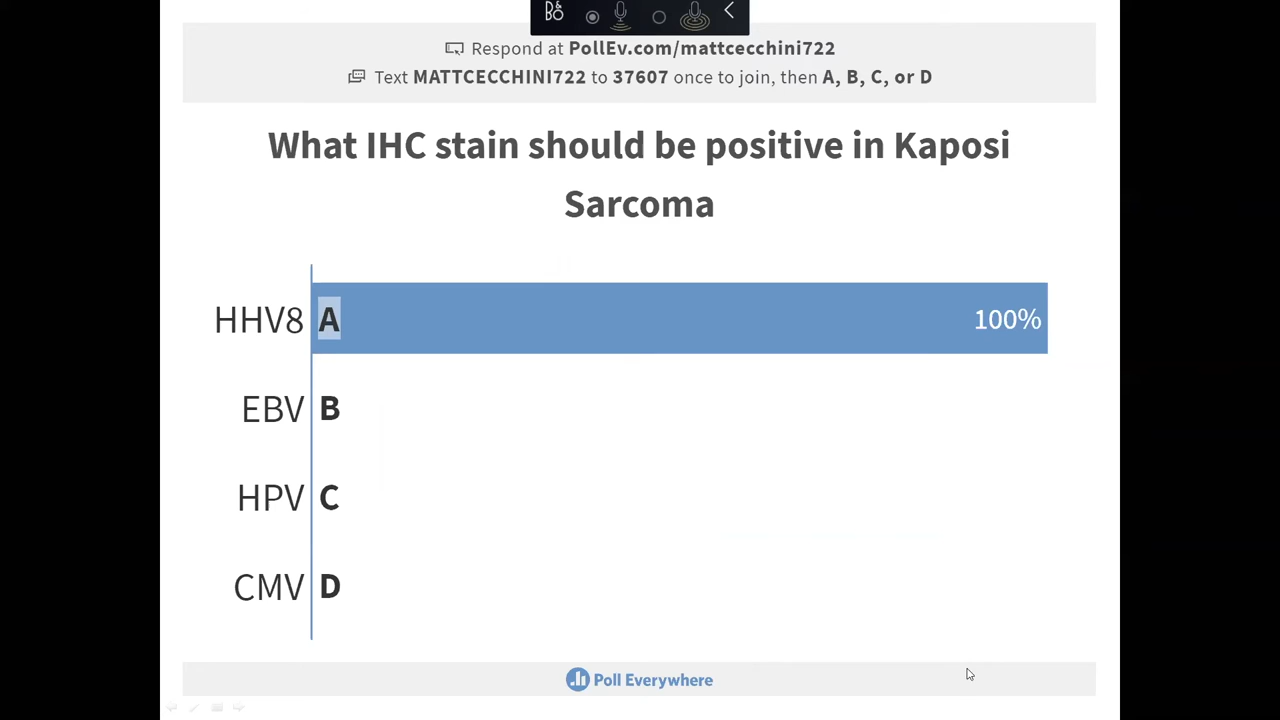 B&O
Respond at PollEv.com/mattcecchini722
Text MATTCECCHINI722 to 37607 once to join, then A, B, C, or D
What IHC stain should be positive in Kaposi
Sarcoma
HHV8 A 100%
EBV B
HPV C
CMV D
Poll Everywhere